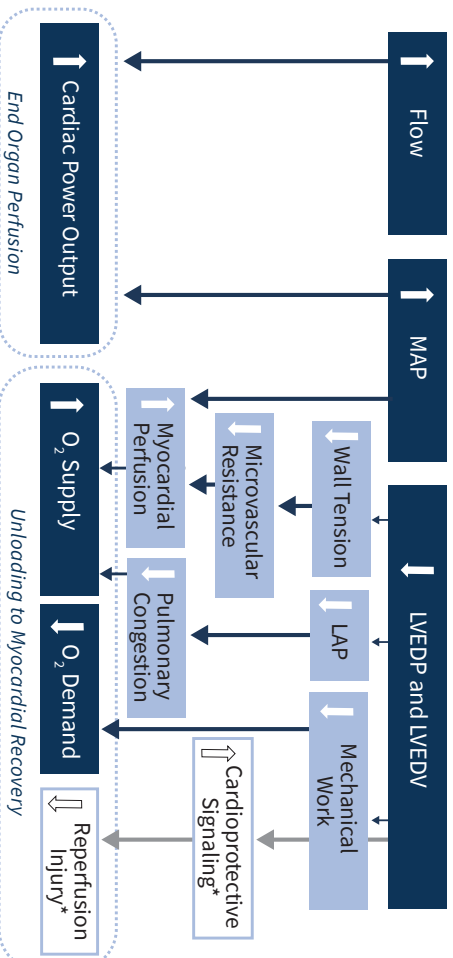 Flow
MAP
LVEDP and LVEDV
Wall Tension
LAP
Mechanical
Work
Microvascular
Resistance
Cardioprotective
Signaling*
Myocardial
Perfusion
Pulmonary
Congestion
Cardiac Power Output
O₂ Supply
O₂ Demand
Reperfusion
Injury*
End Organ Perfusion
Unloading to Myocardial Recovery